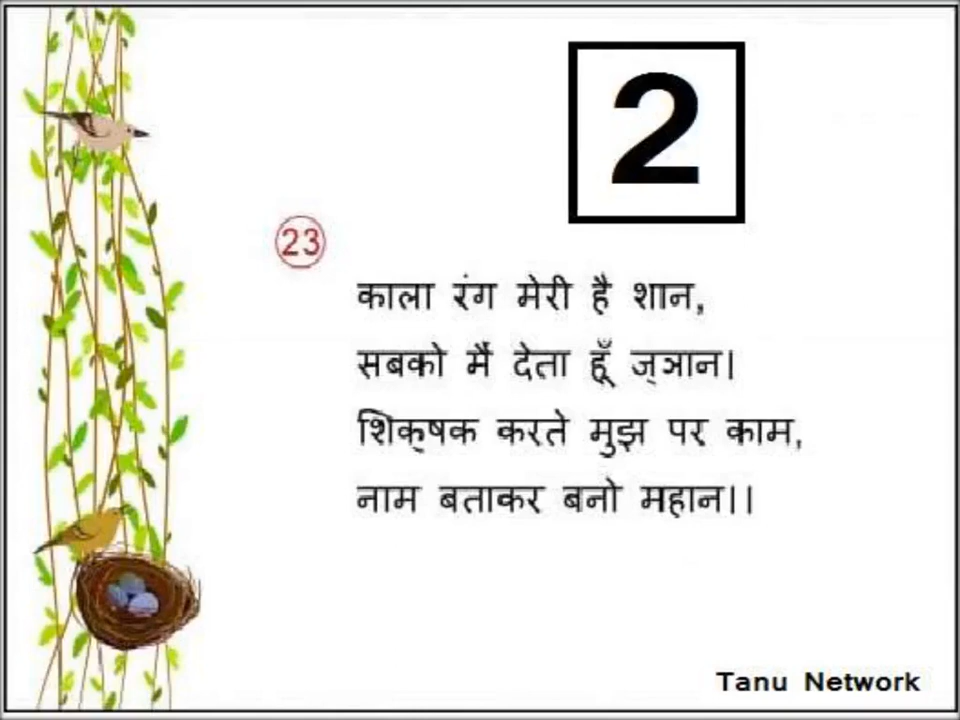 2
23
काला रंग मेरी है शान,
सबको मैं देता हूँ ज्ञान।
शिक्षक करते मुझ पर काम,
नाम बताकर बनो महान।।
Tanu Network